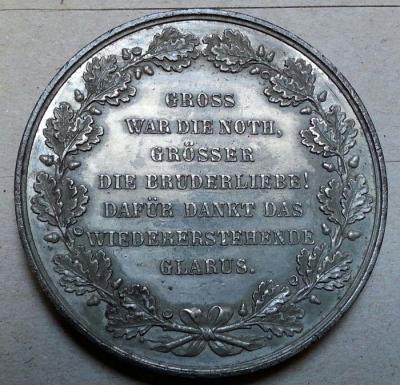 GROSS
WAR DIE NOTH,
GRÖSSER
DIE BRUDERLIEBE!
DAFÜR DANKT DAS
WIEDERERSTEHENDE
GLARUS.